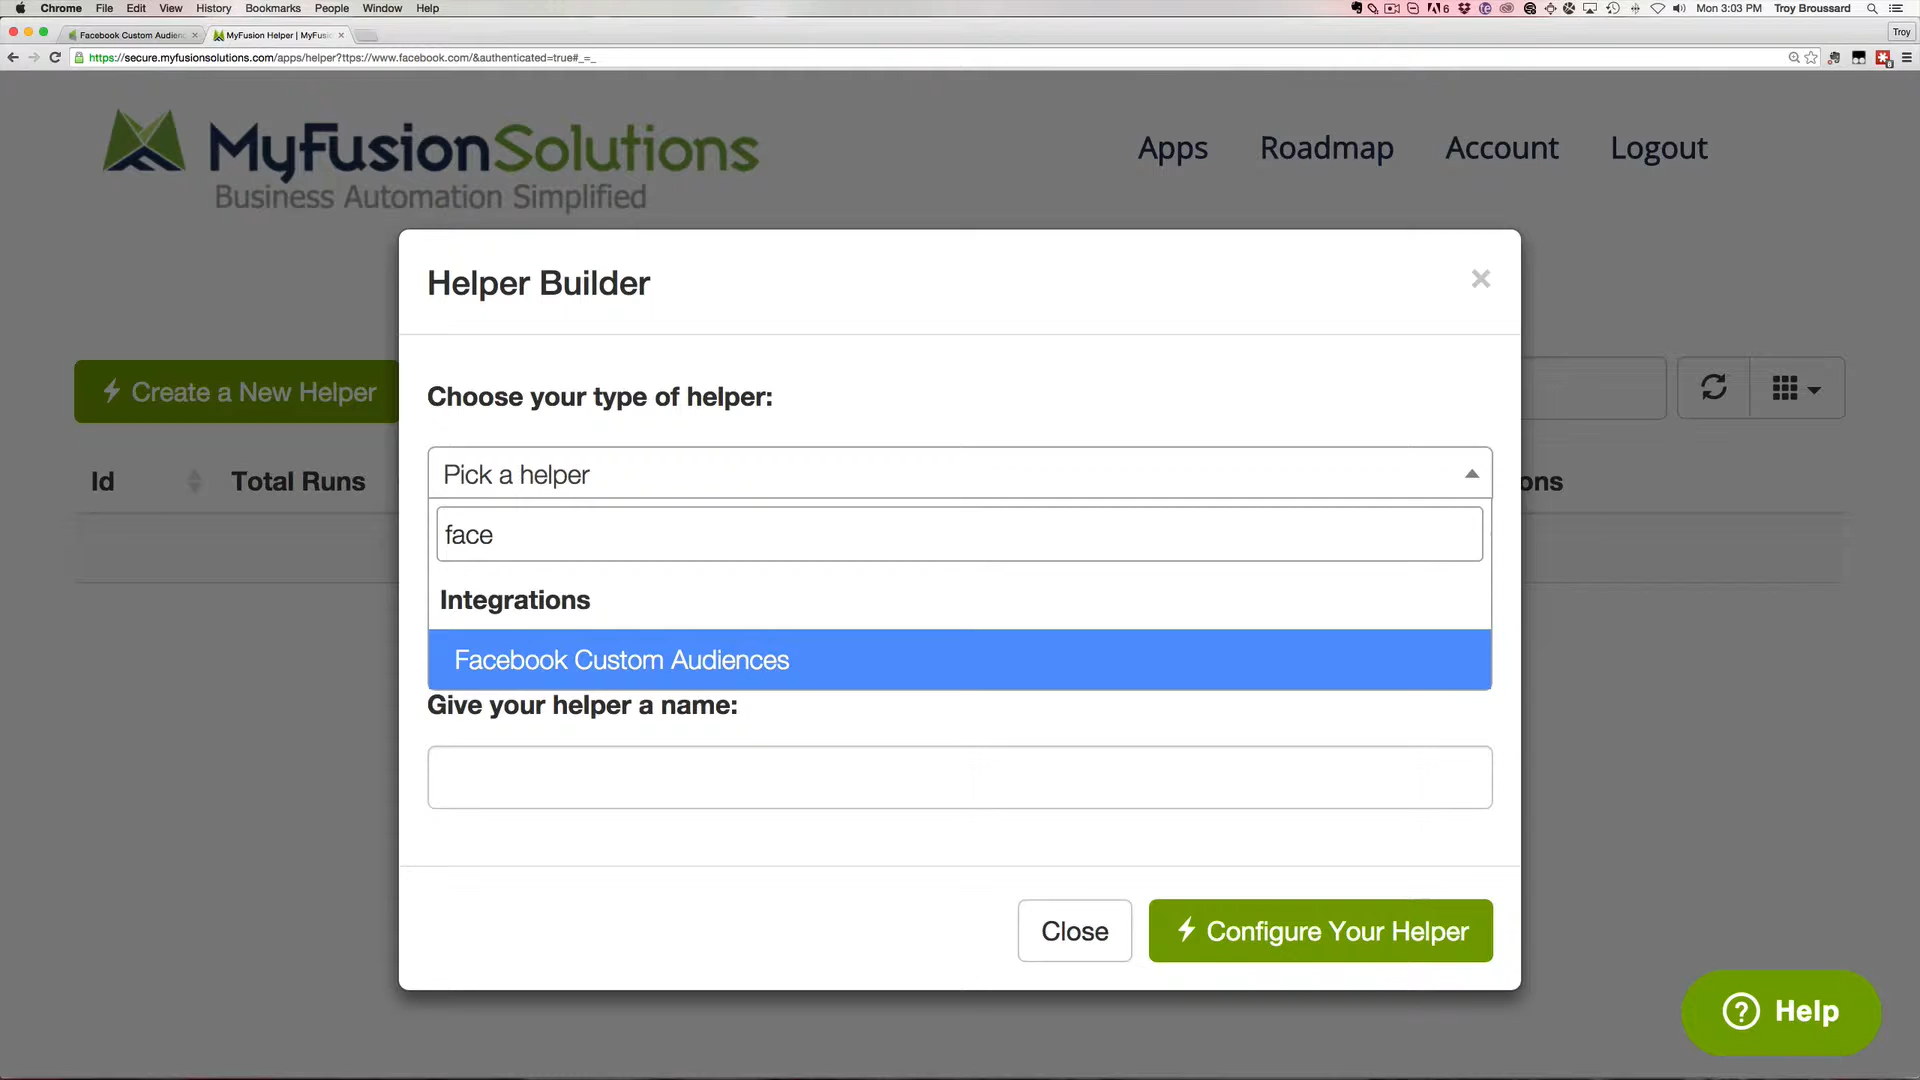 Chrome File Edit View History Bookmarks People Window Help
6 Mon 3:03 PM Troy Broussard
Facebook Custom Audien
MyFusion Helper | MyFusi
Troy
https://secure.myfusionsolutions.com/apps/helper?ttps://www.facebook.com/&authenticated=true#_=_
MyFusionSolutions
Business Automation Simplified
Apps Roadmap Account Logout
Helper Builder
×
Choose your type of helper:
Create a New Helper
Pick a helper
Id Total Runs
ons
face
Integrations
Facebook Custom Audiences
Give your helper a name:
Close
Configure Your Helper
? Help